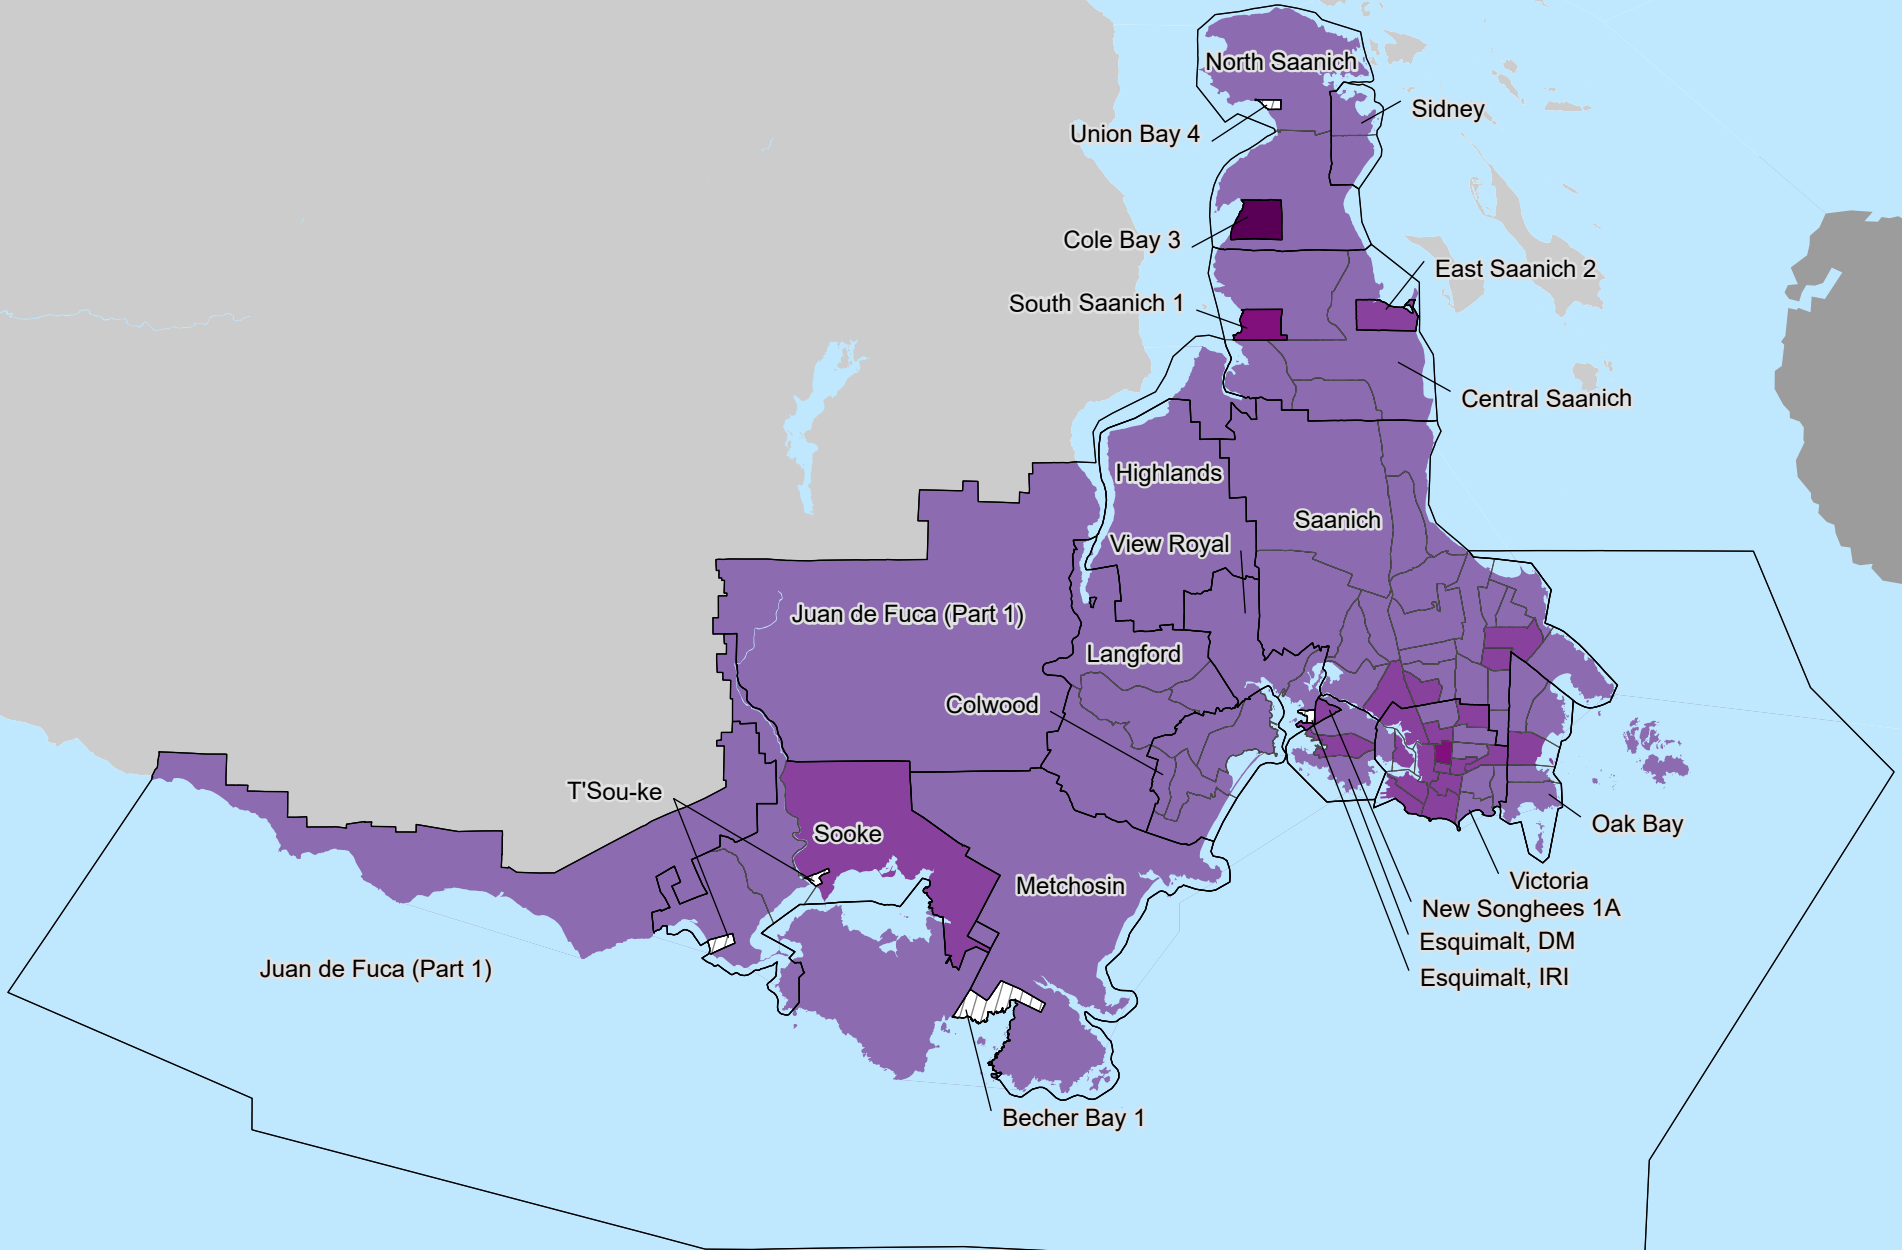 North Saanich
Sidney
Union Bay 4
Cole Bay 3
East Saanich 2
South Saanich 1
Central Saanich
Highlands
Saanich
View Royal
Juan de Fuca (Part 1)
Langford
Colwood
T'Sou-ke
Sooke
Oak Bay
Metchosin
Victoria
New Songhees 1A
Esquimalt, DM
Juan de Fuca (Part 1)
Esquimalt, IRI
Becher Bay 1